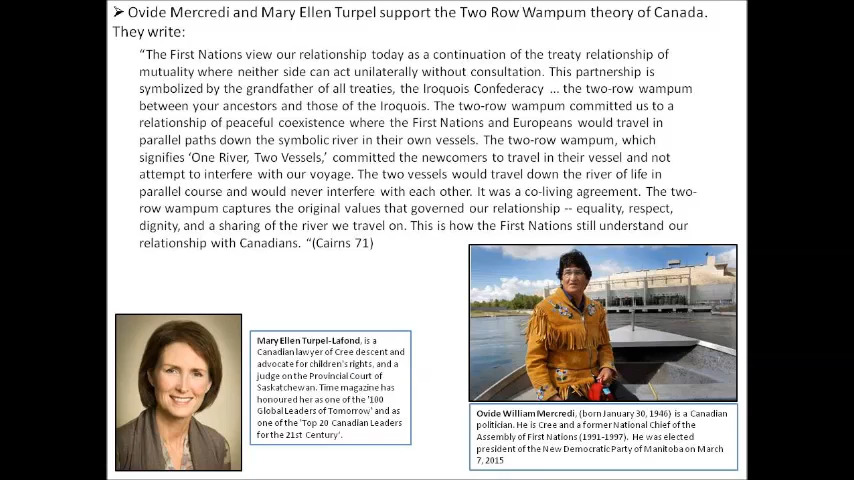 ➢ Ovide Mercredi and Mary Ellen Turpel support the Two Row Wampum theory of Canada.
They write:
“The First Nations view our relationship today as a continuation of the treaty relationship of
mutuality where neither side can act unilaterally without consultation. This partnership is
symbolized by the grandfather of all treaties, the Iroquois Confederacy ... the two-row wampum
between your ancestors and those of the Iroquois. The two-row wampum committed us to a
relationship of peaceful coexistence where the First Nations and Europeans would travel in
parallel paths down the symbolic river in their own vessels. The two-row wampum, which
signifies ‘One River, Two Vessels,’ committed the newcomers to travel in their vessel and not
attempt to interfere with our voyage. The two vessels would travel down the river of life in
parallel course and would never interfere with each other. It was a co-living agreement. The two-
row wampum captures the original values that governed our relationship -- equality, respect,
dignity, and a sharing of the river we travel on. This is how the First Nations still understand our
relationship with Canadians. “(Cairns 71)
Mary Ellen Turpel-Lafond, is a
Canadian lawyer of Cree descent and
advocate for children's rights, and a
judge on the Provincial Court of
Saskatchewan. Time magazine has
honoured her as one of the '100
Global Leaders of Tomorrow' and as
one of the 'Top 20 Canadian Leaders
for the 21st Century'.
Ovide William Mercredi, (born January 30, 1946) is a Canadian
politician. He is Cree and a former National Chief of the
Assembly of First Nations (1991-1997). He was elected
president of the New Democratic Party of Manitoba on March
7, 2015